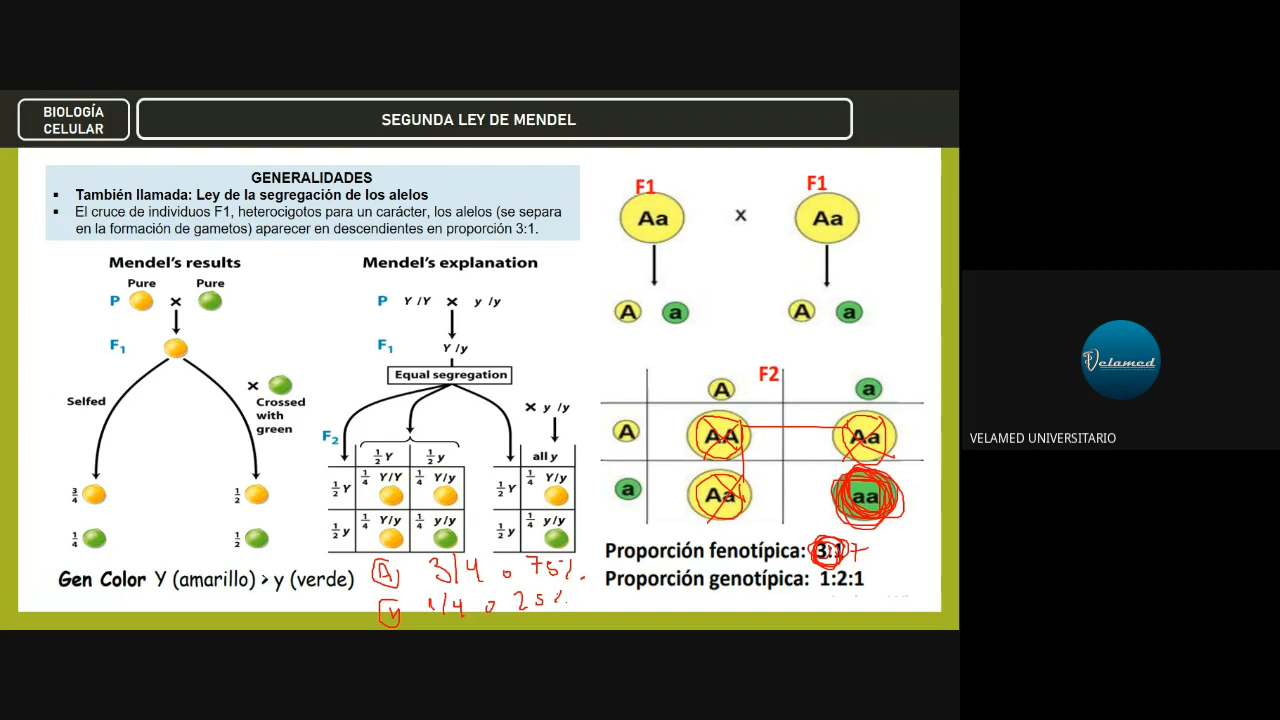 BIOLOGÍA
CELULAR
SEGUNDA LEY DE MENDEL
GENERALIDADES
▪ También llamada: Ley de la segregación de los alelos
▪ El cruce de individuos F1, heterocigotos para un carácter, los alelos (se separa
en la formación de gametos) aparecer en descendientes en proporción 3:1.
Mendel's results
Pure Pure
P ×
F1
× Crossed
with
green
Selfed
3/4 1/2
1/4 1/2
Gen Color Y (amarillo) > y (verde)
Mendel's explanation
P Y/Y × y/y
F1 Y/y
Equal segregation
× y/y
F2
1/2 Y 1/2 y all y
1/2 Y 1/4 Y/Y 1/4 Y/y 1/2 Y 1/4 Y/y
1/2 y 1/4 Y/y 1/4 y/y 1/2 y 1/4 y/y
A 3/4 o 75%.
V 1/4 o 25%.
F1 F1
Aa x Aa
A a A a
F2
A a
A AA Aa
a Aa aa
Proporción fenotípica: 3:1
Proporción genotípica: 1:2:1
Velamed
VELAMED UNIVERSITARIO